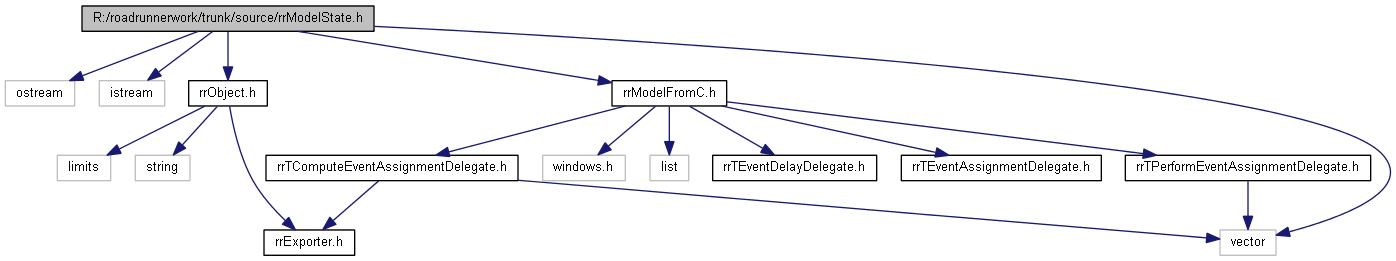 R:/roadrunnerwork/trunk/source/rrModelState.h
ostream
istream
rrObject.h
rrModelFromC.h
limits
string
rrTComputeEventAssignmentDelegate.h
windows.h
list
rrTEventDelayDelegate.h
rrTEventAssignmentDelegate.h
rrTPerformEventAssignmentDelegate.h
rrExporter.h
vector